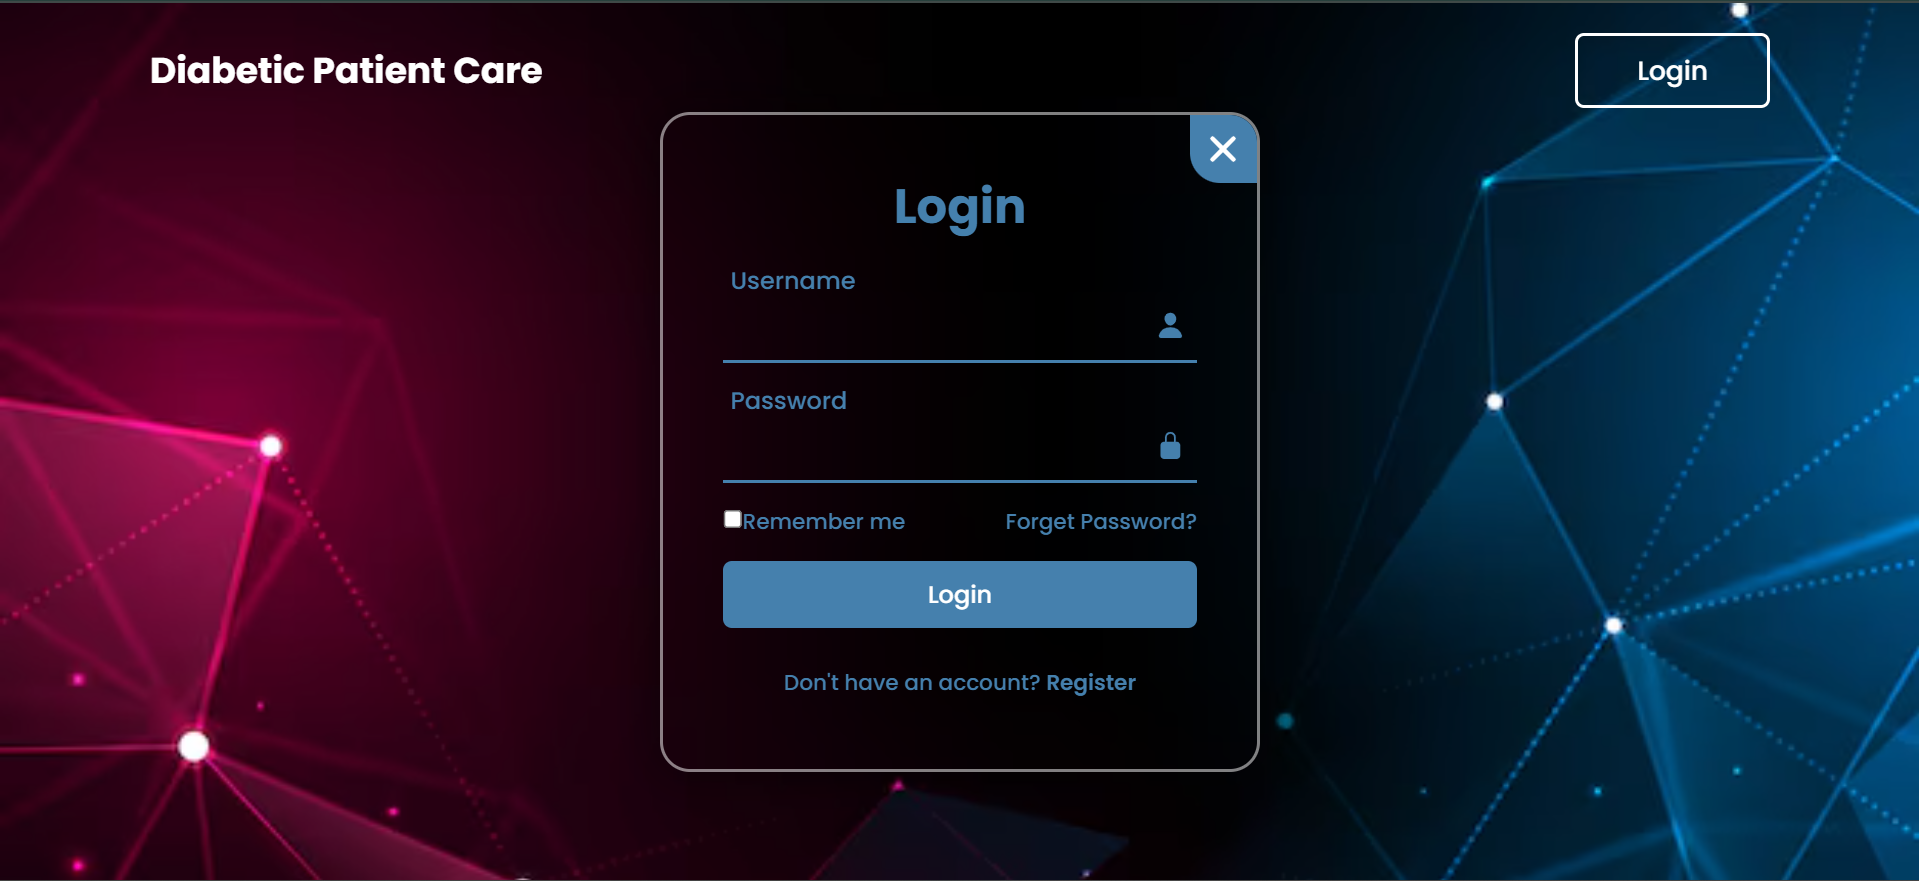 Diabetic Patient Care
Login
Login
Username
Password
Remember me
Forget Password?
Login
Don't have an account? Register